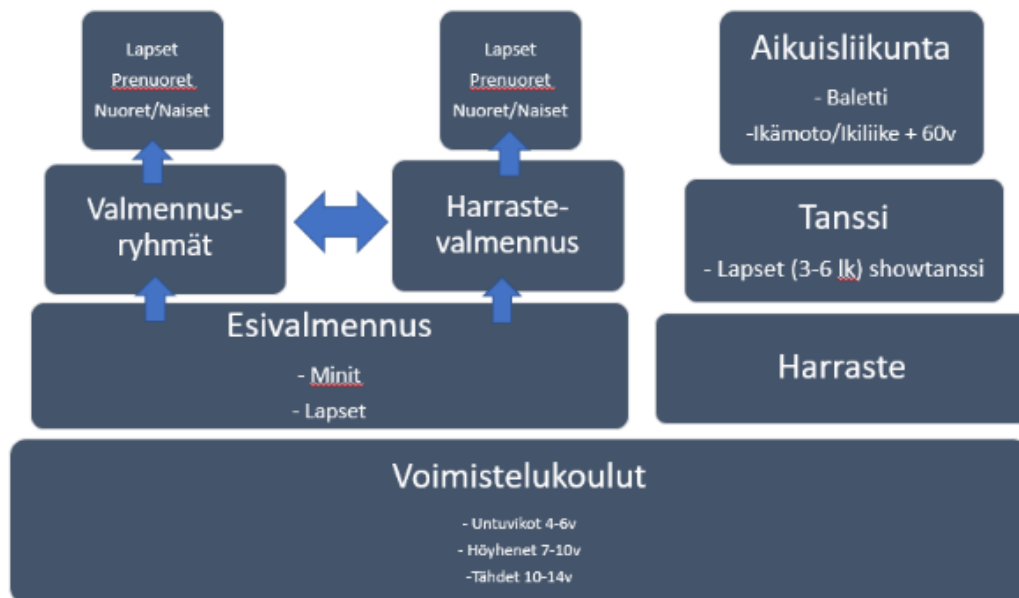 Lapset
Prenuoret
Nuoret/Naiset
Lapset
Prenuoret
Nuoret/Naiset
Aikuisliikunta
- Baletti
-Ikämoto/Ikiliike + 60v
Valmennus-
ryhmät
Harraste-
valmennus
Tanssi
- Lapset (3-6 lk) showtanssi
Esivalmennus
- Minit
- Lapset
Harraste
Voimistelukoulut
- Untuvikot 4-6v
- Höyhenet 7-10v
-Tähdet 10-14v